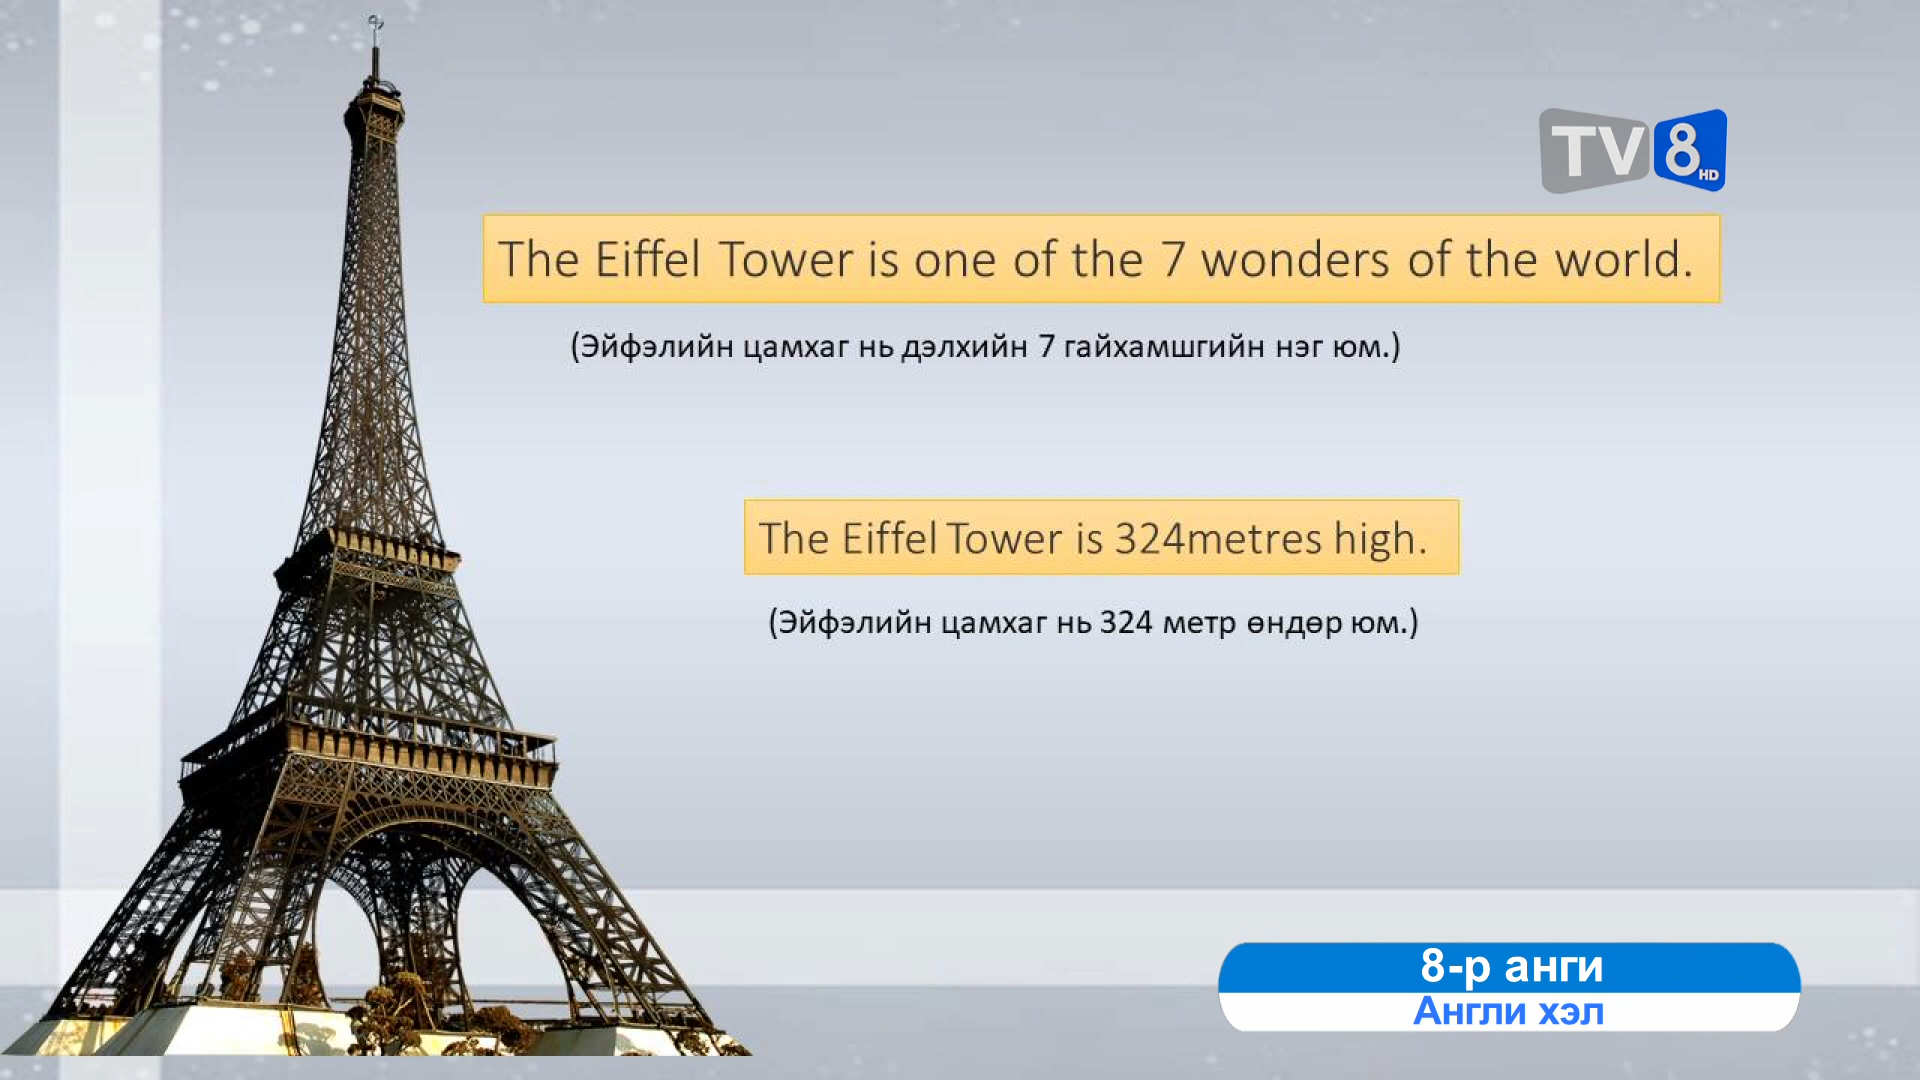 TV8 HD
The Eiffel Tower is one of the 7 wonders of the world.
(Эйфэлийн цамхаг нь дэлхийн 7 гайхамшгийн нэг юм.)
The Eiffel Tower is 324metres high.
(Эйфэлийн цамхаг нь 324 метр өндөр юм.)
8-р анги
Англи хэл